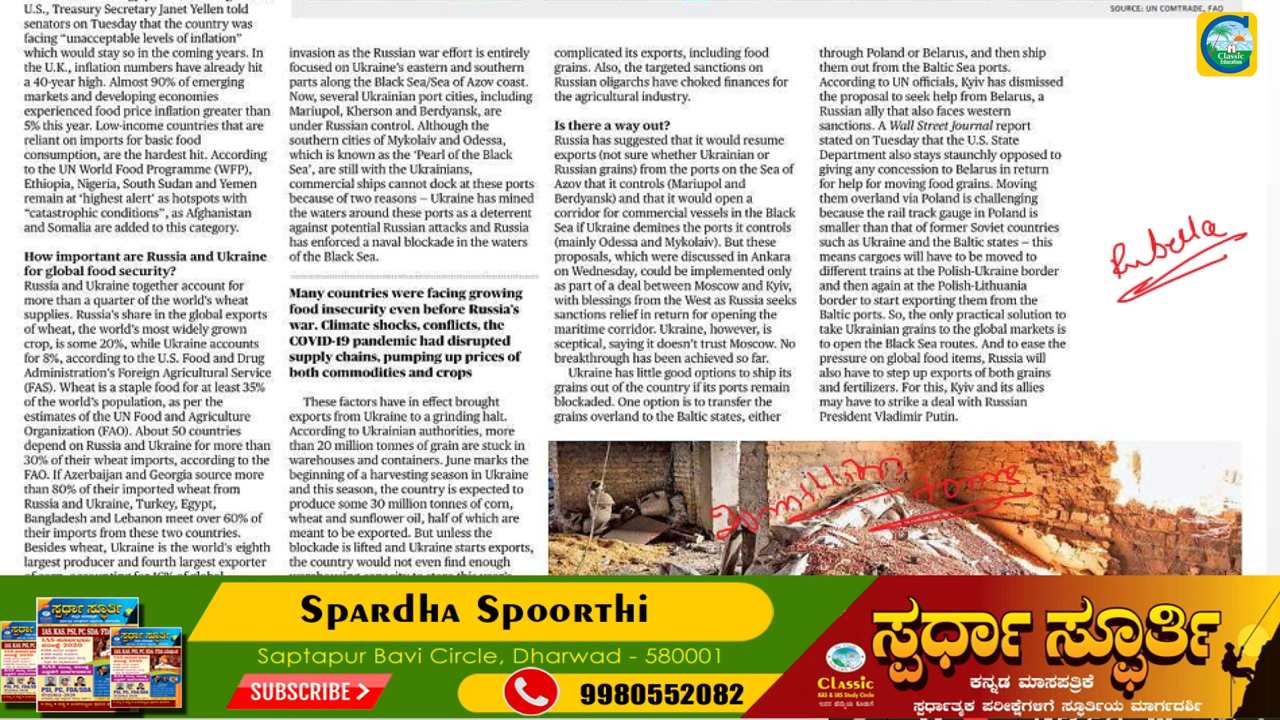 U.S., Treasury Secretary Janet Yellen told
senators on Tuesday that the country was
facing “unacceptable levels of inflation”
which would stay so in the coming years. In
the U.K., inflation numbers have already hit
a 40-year high. Almost 90% of emerging
markets and developing economies
experienced food price inflation greater than
5% this year. Low-income countries that are
reliant on imports for basic food
consumption, are the hardest hit. According
to the UN World Food Programme (WFP),
Ethiopia, Nigeria, South Sudan and Yemen
remain at ‘highest alert’ as hotspots with
“catastrophic conditions”, as Afghanistan
and Somalia are added to this category.
How important are Russia and Ukraine
for global food security?
Russia and Ukraine together account for
more than a quarter of the world’s wheat
supplies. Russia’s share in the global exports
of wheat, the world’s most widely grown
crop, is some 20%, while Ukraine accounts
for 8%, according to the U.S. Food and Drug
Administration’s Foreign Agricultural Service
(FAS). Wheat is a staple food for at least 35%
of the world’s population, as per the
estimates of the UN Food and Agriculture
Organization (FAO). About 50 countries
depend on Russia and Ukraine for more than
30% of their wheat imports, according to the
FAO. If Azerbaijan and Georgia source more
than 80% of their imported wheat from
Russia and Ukraine, Turkey, Egypt,
Bangladesh and Lebanon meet over 60% of
their imports from these two countries.
Besides wheat, Ukraine is the world’s eighth
largest producer and fourth largest exporter
invasion as the Russian war effort is entirely
focused on Ukraine’s eastern and southern
parts along the Black Sea/Sea of Azov coast.
Now, several Ukrainian port cities, including
Mariupol, Kherson and Berdyansk, are
under Russian control. Although the
southern cities of Mykolaiv and Odessa,
which is known as the ‘Pearl of the Black
Sea’, are still with the Ukrainians,
commercial ships cannot dock at these ports
because of two reasons – Ukraine has mined
the waters around these ports as a deterrent
against potential Russian attacks and Russia
has enforced a naval blockade in the waters
of the Black Sea.
Many countries were facing growing
food insecurity even before Russia’s
war. Climate shocks, conflicts, the
COVID-19 pandemic had disrupted
supply chains, pumping up prices of
both commodities and crops
These factors have in effect brought
exports from Ukraine to a grinding halt.
According to Ukrainian authorities, more
than 20 million tonnes of grain are stuck in
warehouses and containers. June marks the
beginning of a harvesting season in Ukraine
and this season, the country is expected to
produce some 30 million tonnes of corn,
wheat and sunflower oil, half of which are
meant to be exported. But unless the
blockade is lifted and Ukraine starts exports,
the country would not even find enough
SOURCE: UN COMTRADE, FAO
complicated its exports, including food
grains. Also, the targeted sanctions on
Russian oligarchs have choked finances for
the agricultural industry.
Is there a way out?
Russia has suggested that it would resume
exports (not sure whether Ukrainian or
Russian grains) from the ports on the Sea of
Azov that it controls (Mariupol and
Berdyansk) and that it would open a
corridor for commercial vessels in the Black
Sea if Ukraine demines the ports it controls
(mainly Odessa and Mykolaiv). But these
proposals, which were discussed in Ankara
on Wednesday, could be implemented only
as part of a deal between Moscow and Kyiv,
with blessings from the West as Russia seeks
sanctions relief in return for opening the
maritime corridor. Ukraine, however, is
sceptical, saying it doesn’t trust Moscow. No
breakthrough has been achieved so far.
Ukraine has little good options to ship its
grains out of the country if its ports remain
blockaded. One option is to transfer the
grains overland to the Baltic states, either
through Poland or Belarus, and then ship
them out from the Baltic Sea ports.
According to UN officials, Kyiv has dismissed
the proposal to seek help from Belarus, a
Russian ally that also faces western
sanctions. A Wall Street Journal report
stated on Tuesday that the U.S. State
Department also stays staunchly opposed to
giving any concession to Belarus in return
for help for moving food grains. Moving
them overland via Poland is challenging
because the rail track gauge in Poland is
smaller than that of former Soviet countries
such as Ukraine and the Baltic states – this
means cargoes will have to be moved to
different trains at the Polish-Ukraine border
and then again at the Polish-Lithuania
border to start exporting them from the
Baltic ports. So, the only practical solution to
take Ukrainian grains to the global markets is
to open the Black Sea routes. And to ease the
pressure on global food items, Russia will
also have to step up exports of both grains
and fertilizers. For this, Kyiv and its allies
may have to strike a deal with Russian
President Vladimir Putin.
Classic
Education
Rubella
20 million tonne
Spardha Spoorthi
Saptapur Bavi Circle, Dharwad - 580001
SUBSCRIBE
9980552082
ಸ್ಪರ್ಧಾ ಸ್ಫೂರ್ತಿ
Classic
KAS & IAS Study Circle
ಸ್ಪರ್ಧಾ ಸ್ಫೂರ್ತಿ
ಕನ್ನಡ ಮಾಸಪತ್ರಿಕೆ
ಸ್ಪರ್ಧಾತ್ಮಕ ಪರೀಕ್ಷೆಗಳಿಗೆ ಸ್ಫೂರ್ತಿಯ ಮಾರ್ಗದರ್ಶಿ